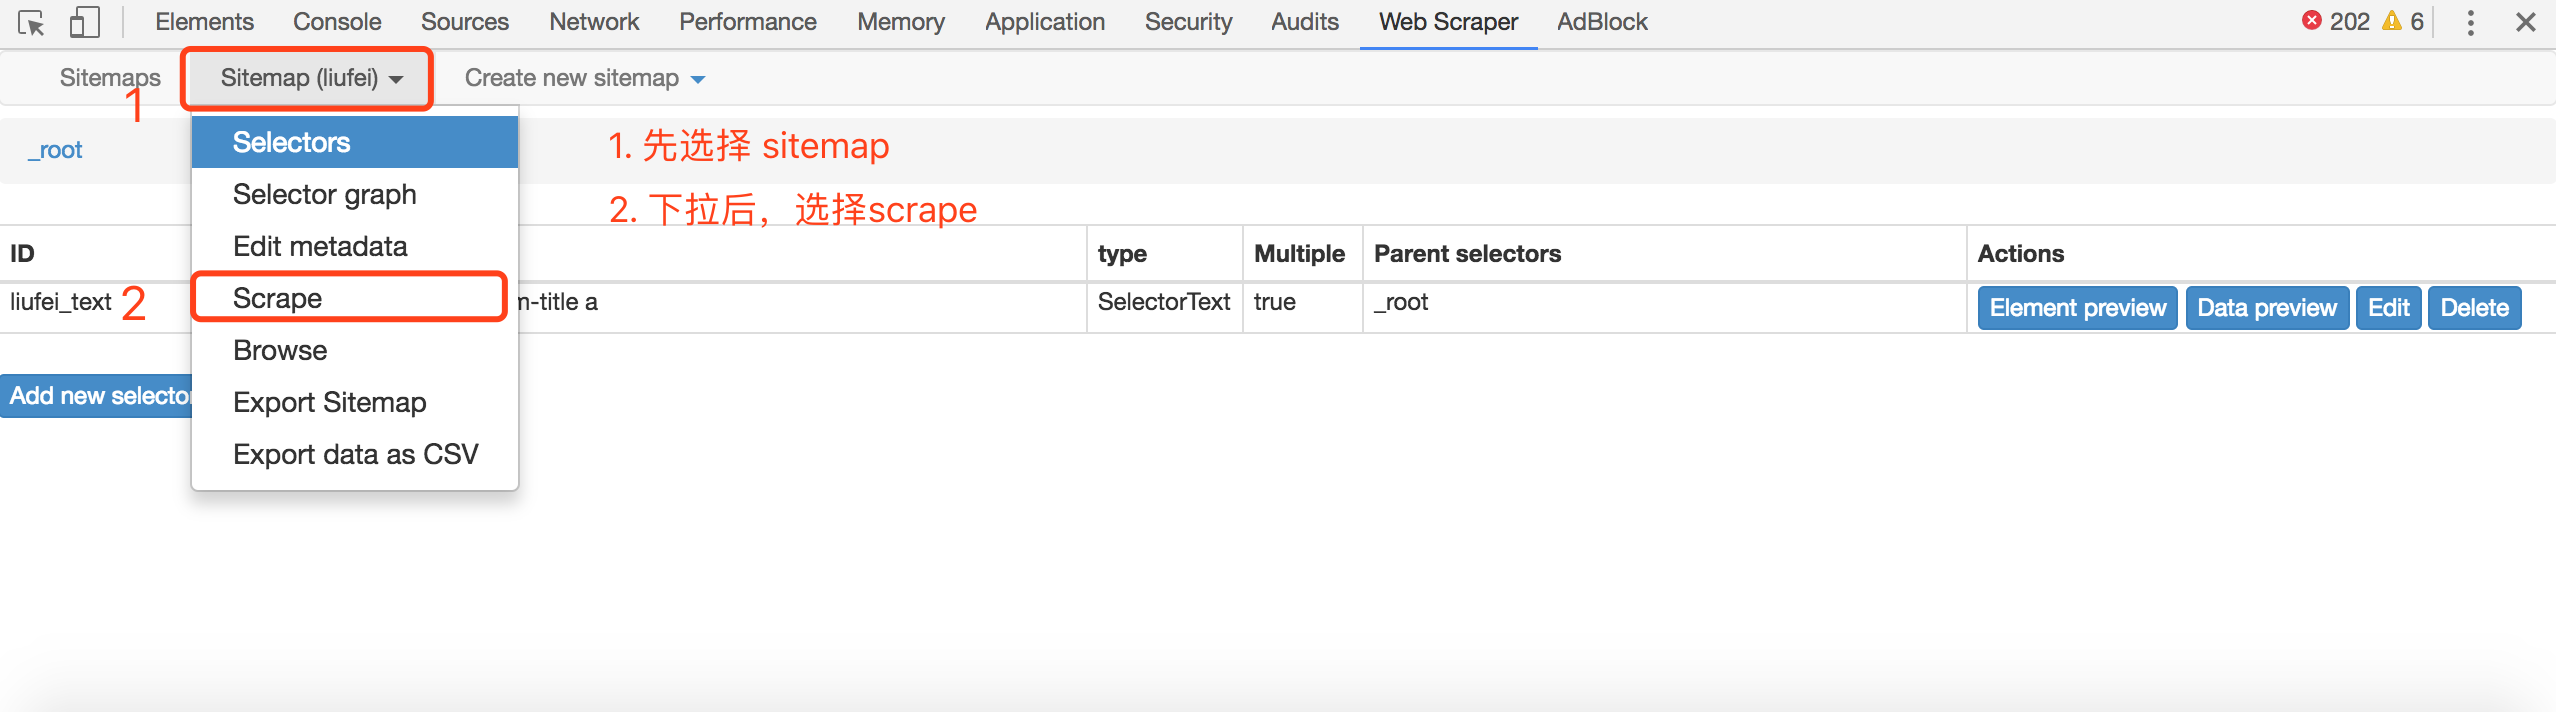 Elements Console Sources Network Performance Memory Application Security Audits Web Scraper AdBlock 202 6
Sitemaps Sitemap (liufei) Create new sitemap
1
_root
Selectors
1. 先选择 sitemap
Selector graph
2. 下拉后，选择scrape
Edit metadata
ID type Multiple Parent selectors Actions
liufei_text 2 Scrape m-title a SelectorText true _root Element preview Data preview Edit Delete
Browse
Add new selector
Export Sitemap
Export data as CSV